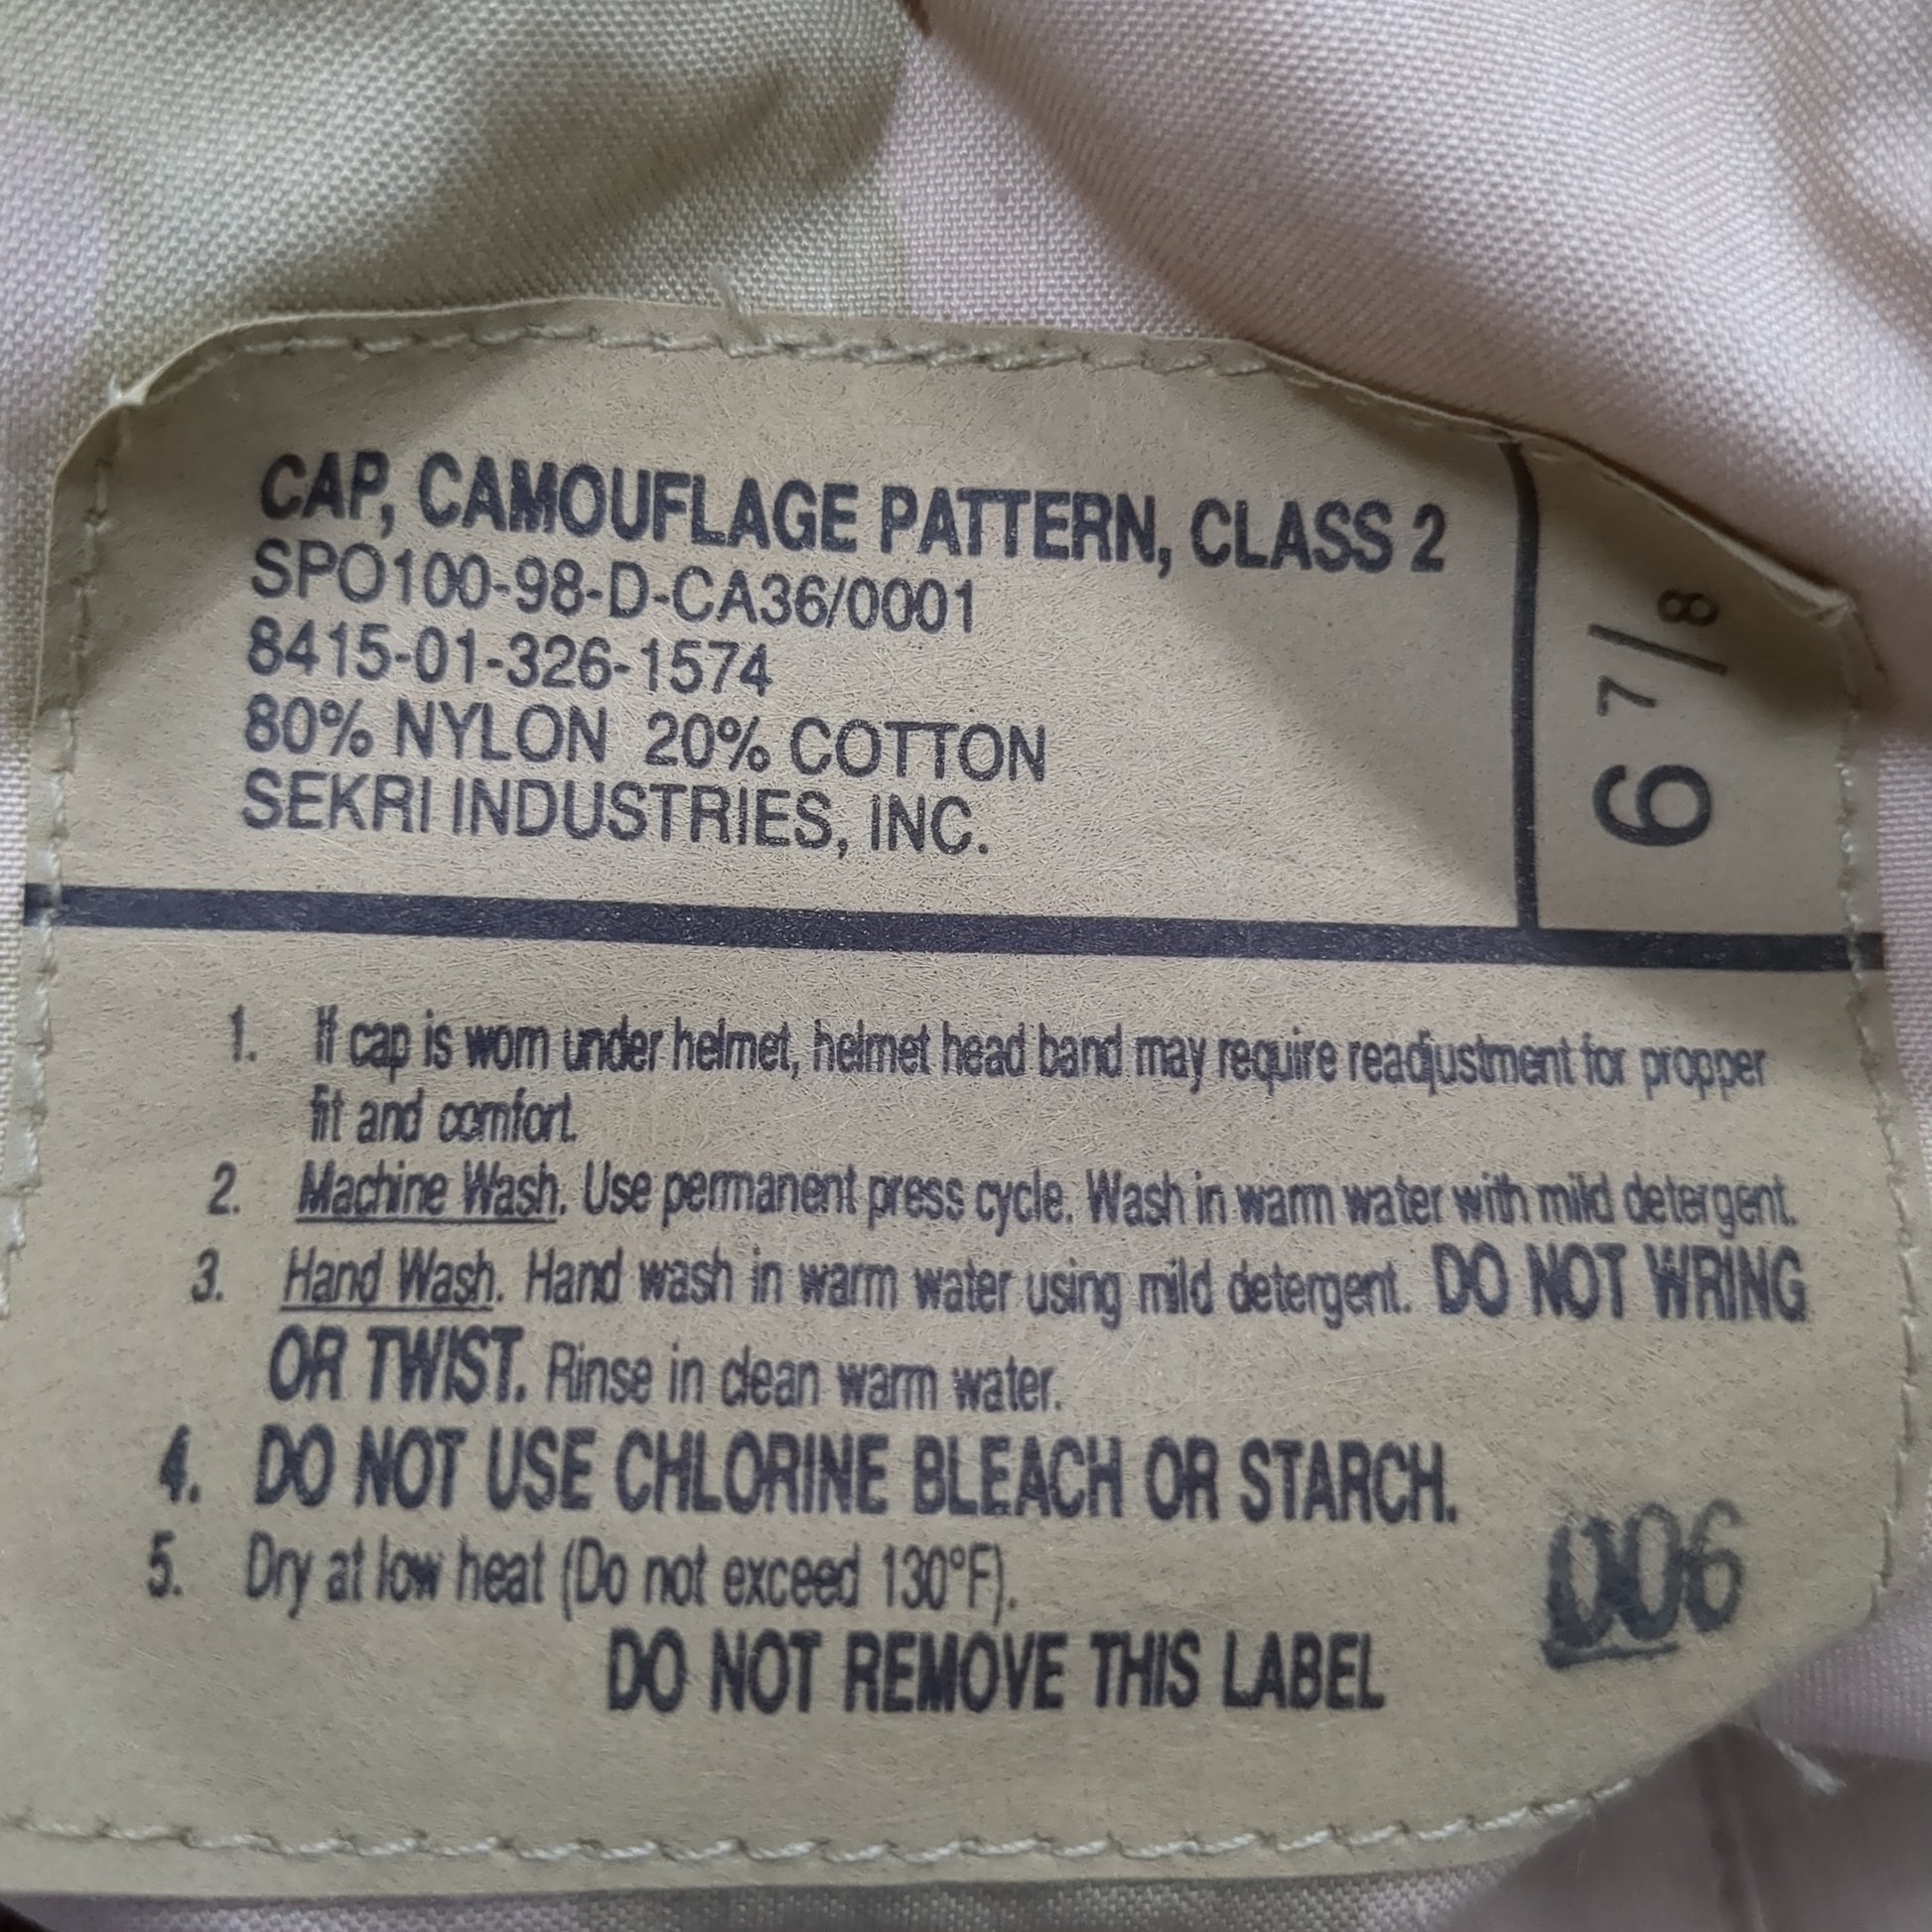 CAP, CAMOUFLAGE PATTERN, CLASS 2
SPO100-98-D-CA36/0001
8415-01-326-1574
80% NYLON 20% COTTON
SEKRI INDUSTRIES, INC.
6 7/8
1. If cap is worn under helmet, helmet head band may require readjustment for propper
fit and comfort.
2. Machine Wash. Use permanent press cycle. Wash in warm water with mild detergent.
3. Hand Wash. Hand wash in warm water using mild detergent. DO NOT WRING
OR TWIST. Rinse in clean warm water.
4. DO NOT USE CHLORINE BLEACH OR STARCH.
5. Dry at low heat (Do not exceed 130°F).
DO NOT REMOVE THIS LABEL
006